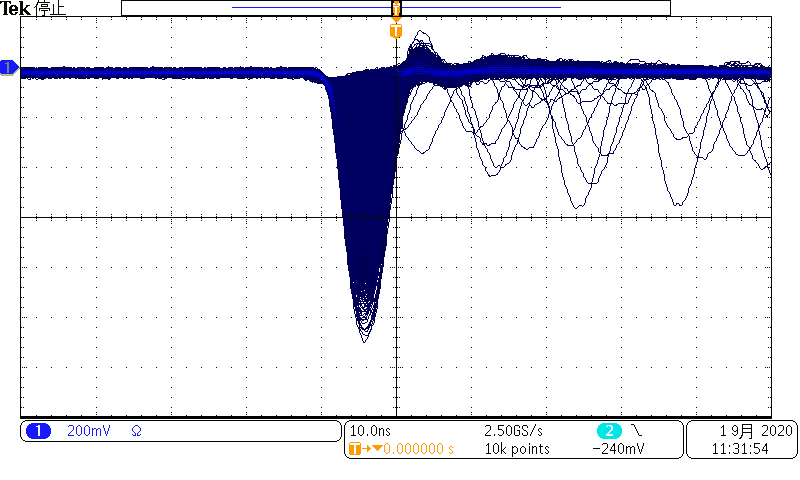 Tek 停止
T
T
1
1 200mV Ω
10.0ns 2.50GS/s 2
T→▼0.000000 s 10k points −240mV
1 9月 2020
11:31:54